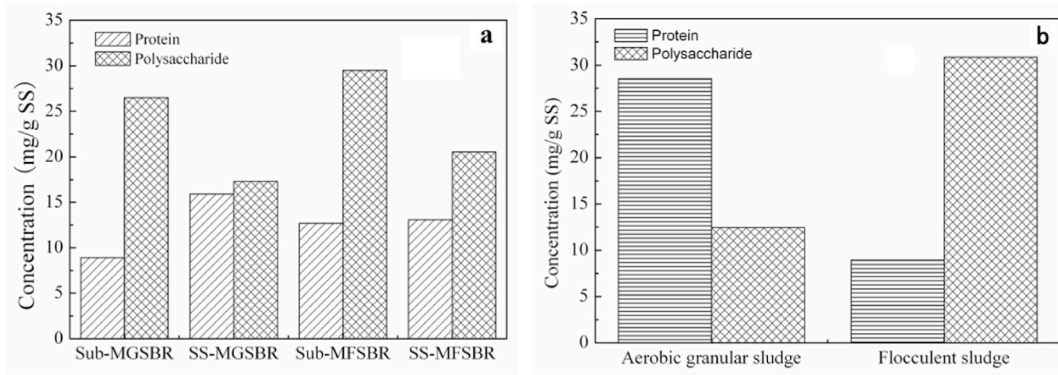 a
Protein
Polysaccharide
Concentration (mg/g SS)
35
30
25
20
15
10
5
0
Sub-MGSBR SS-MGSBR Sub-MFSBR SS-MFSBR
b
Protein
Polysaccharide
Concentration (mg/g SS)
35
30
25
20
15
10
5
0
Aerobic granular sludge Flocculent sludge